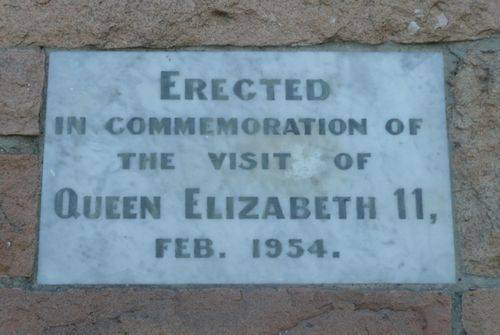 ERECTED
IN COMMEMORATION OF
THE VISIT OF
QUEEN ELIZABETH 11,
FEB. 1954.